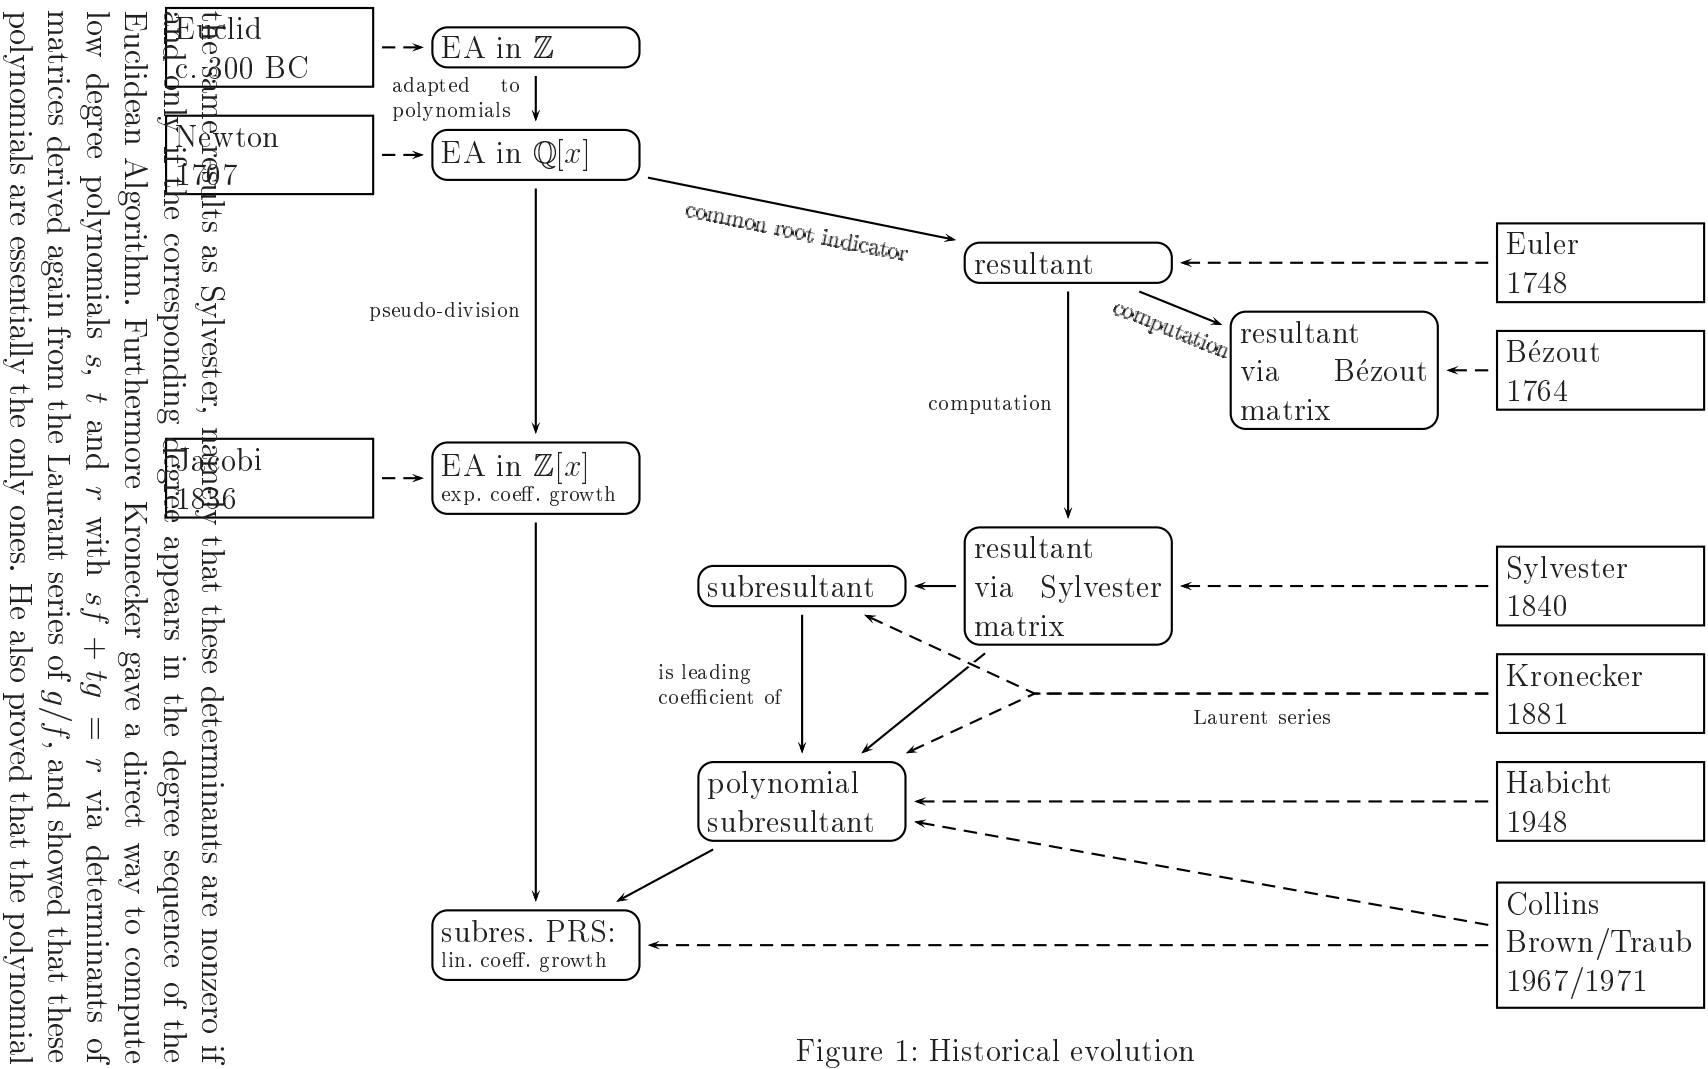 the same results as Sylvester, namely that these determinants are nonzero if
and only if the corresponding degree appears in the degree sequence of the
Euclidean Algorithm. Furthermore Kronecker gave a direct way to compute
low degree polynomials s, t and r with sf + tg = r via determinants of
matrices derived again from the Laurant series of g/f, and showed that these
polynomials are essentially the only ones. He also proved that the polynomial
Euclid
c. 300 BC
EA in ℤ
adapted to
polynomials
Newton
1707
EA in ℚ[x]
common root indicator
pseudo-division
resultant
Euler
1748
computation
resultant
via Bézout
matrix
Bézout
1764
computation
Jacobi
1836
EA in ℤ[x]
exp. coeff. growth
subresultant
resultant
via Sylvester
matrix
Sylvester
1840
is leading
coefficient of
Kronecker
1881
Laurent series
polynomial
subresultant
Habicht
1948
subres. PRS:
lin. coeff. growth
Collins
Brown/Traub
1967/1971
Figure 1: Historical evolution